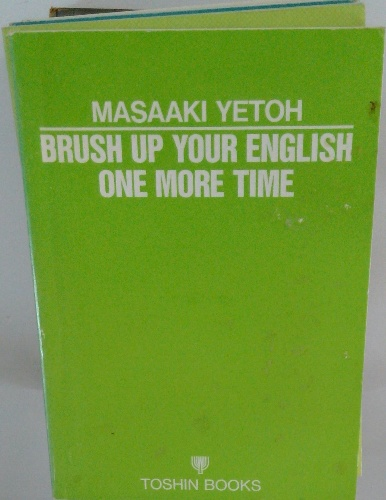 MASAAKI YETOH
BRUSH UP YOUR ENGLISH
ONE MORE TIME
TOSHIN BOOKS